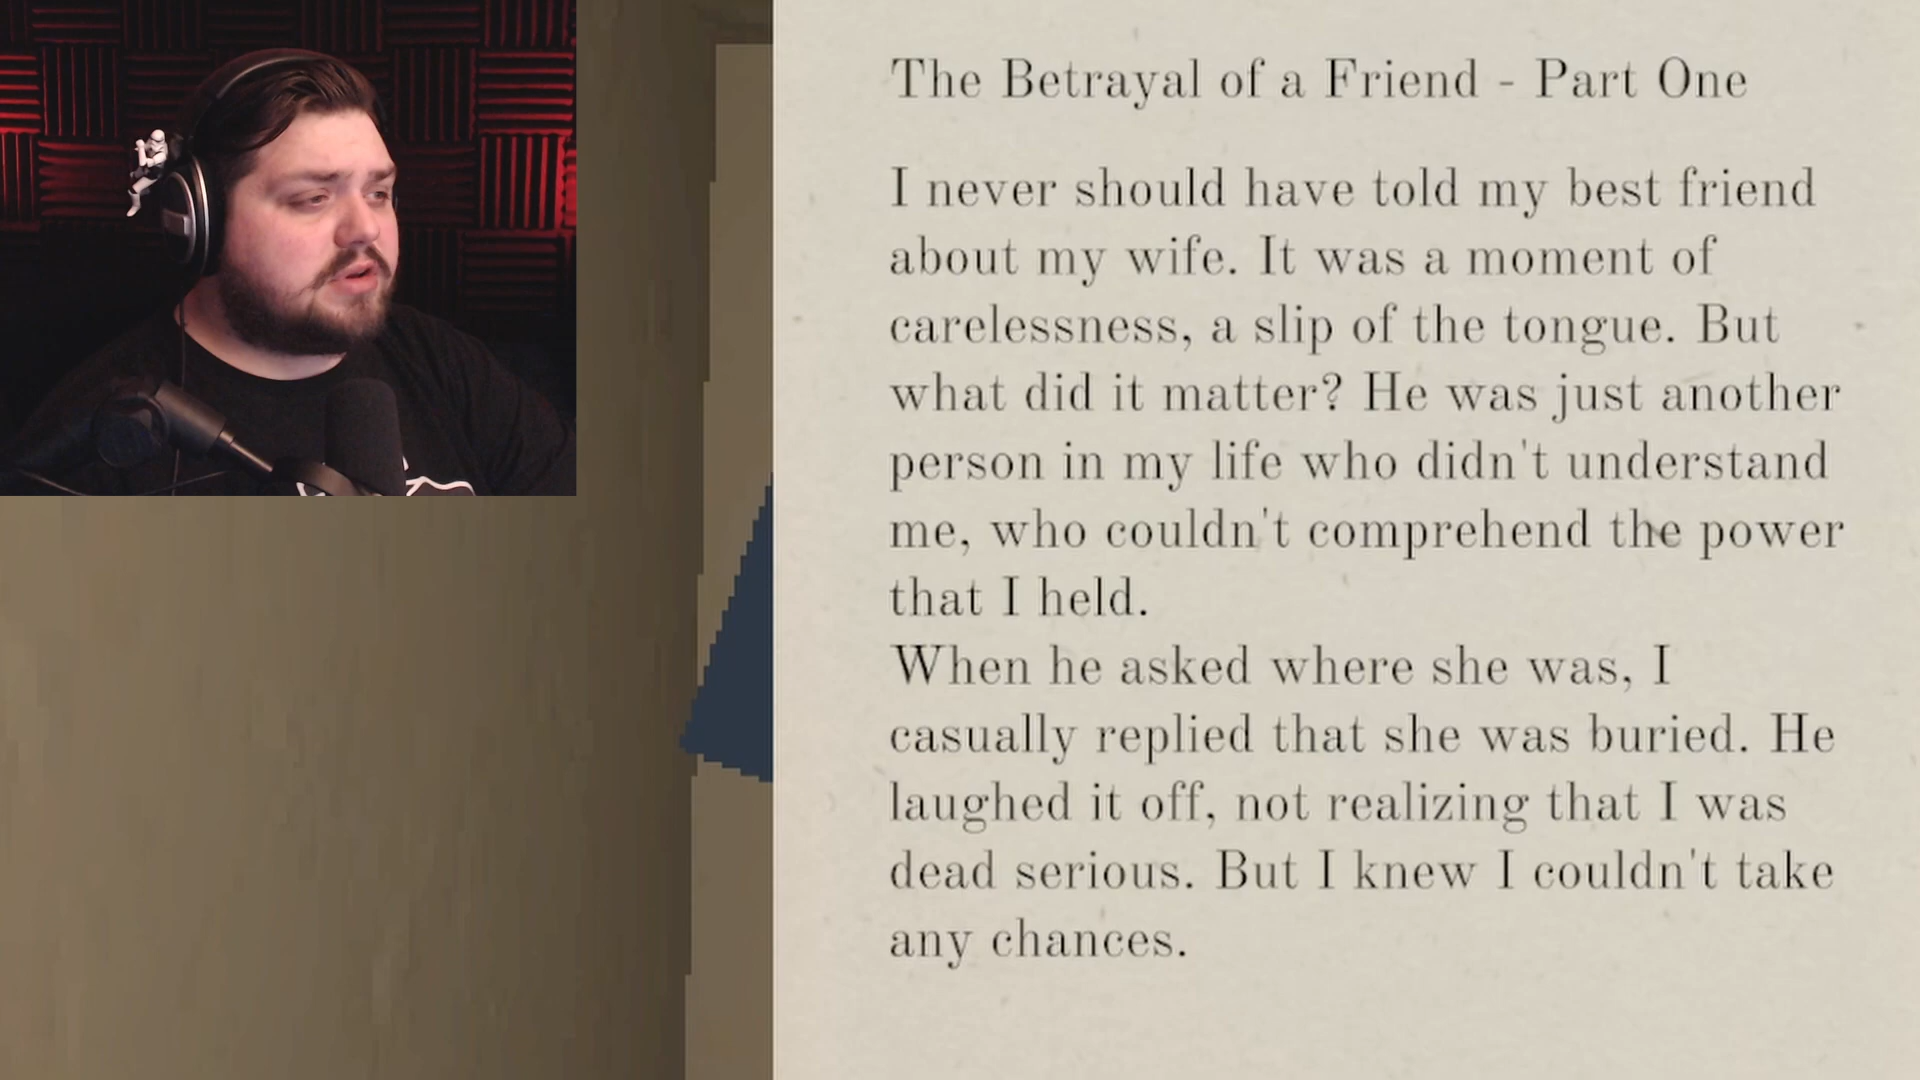 The Betrayal of a Friend - Part One
I never should have told my best friend
about my wife. It was a moment of
carelessness, a slip of the tongue. But
what did it matter? He was just another
person in my life who didn't understand
me, who couldn't comprehend the power
that I held.
When he asked where she was, I
casually replied that she was buried. He
laughed it off, not realizing that I was
dead serious. But I knew I couldn't take
any chances.